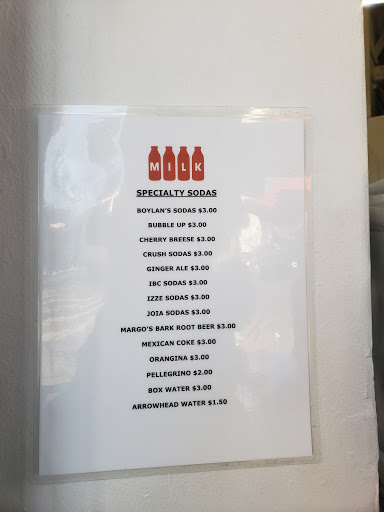 MILK
SPECIALTY SODAS
BOYLAN'S SODAS $3.00
BUBBLE UP $3.00
CHERRY BREESE $3.00
CRUSH SODAS $3.00
GINGER ALE $3.00
IBC SODAS $3.00
IZZE SODAS $3.00
JOIA SODAS $3.00
MARGO'S BARK ROOT BEER $3.00
MEXICAN COKE $3.00
ORANGINA $3.00
PELLEGRINO $2.00
BOX WATER $3.00
ARROWHEAD WATER $1.50